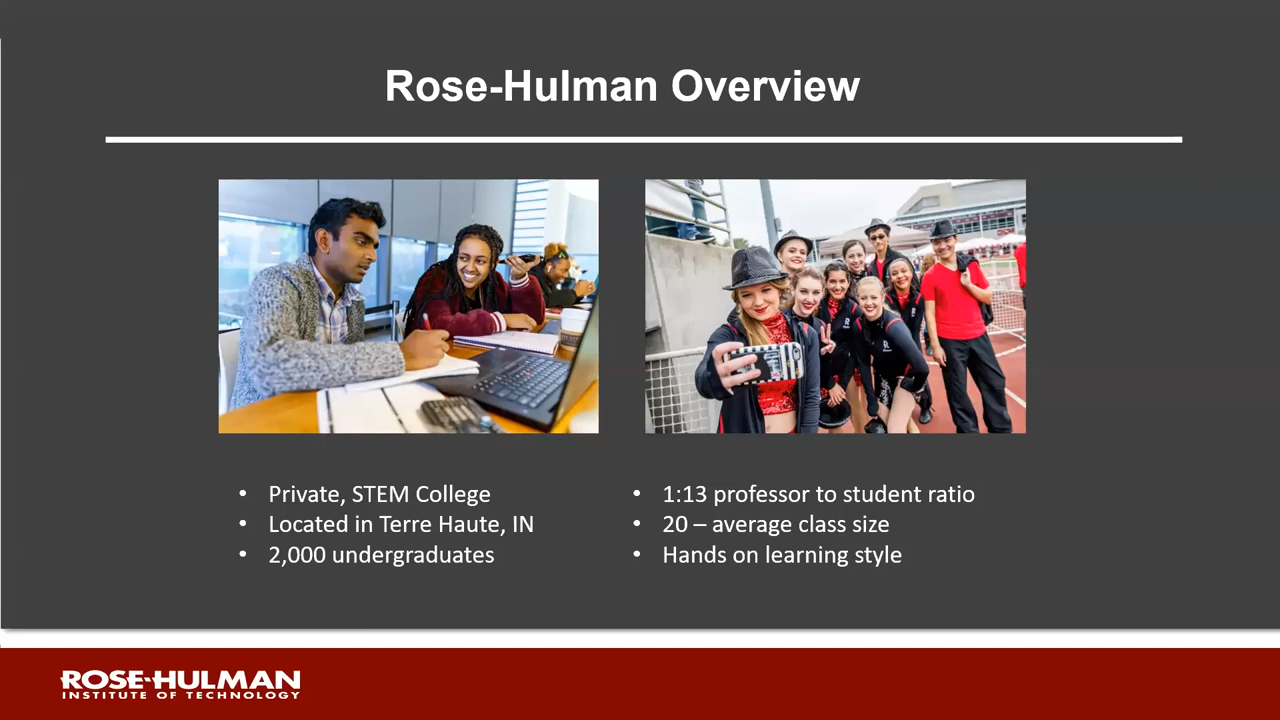 Rose-Hulman Overview
• Private, STEM College
• Located in Terre Haute, IN
• 2,000 undergraduates
• 1:13 professor to student ratio
• 20 – average class size
• Hands on learning style
ROSE-HULMAN
INSTITUTE OF TECHNOLOGY